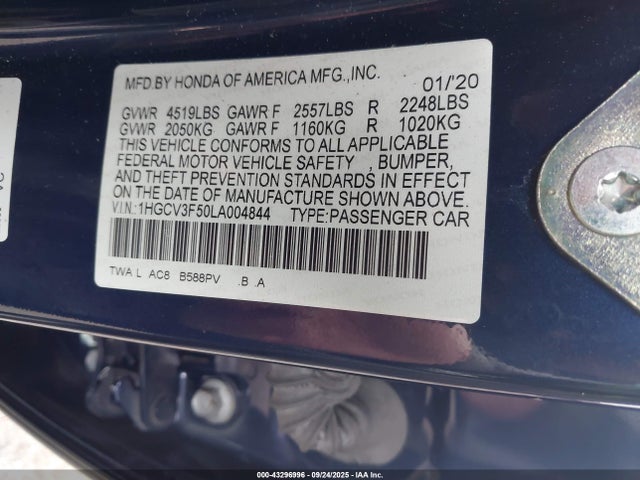 MFD.BY HONDA OF AMERICA MFG.,INC. 01/'20
GVWR 4519LBS GAWR F 2557LBS R 2248LBS
GVWR 2050KG GAWR F 1160KG R 1020KG
THIS VEHICLE CONFORMS TO ALL APPLICABLE
FEDERAL MOTOR VEHICLE SAFETY , BUMPER,
AND THEFT PREVENTION STANDARDS IN EFFECT
ON THE DATE OF MANUFACTURE SHOWN ABOVE.
V.I.N.:1HGCV3F50LA004844 TYPE:PASSENGER CAR
TWA L AC8 B588PV .B .A
VC
000-43296996 | 09/24/2025 | IAA Inc.